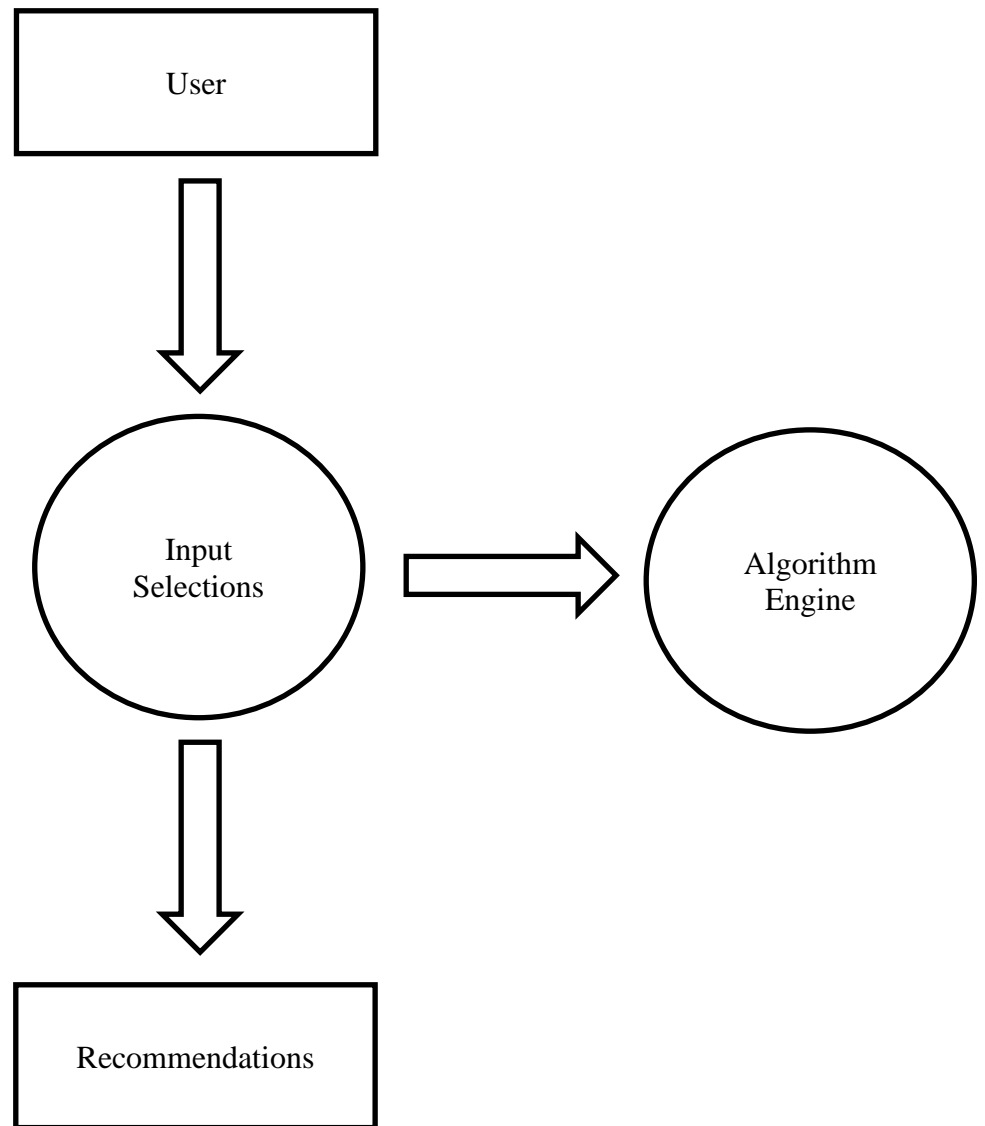 User
Input
Selections
Algorithm
Engine
Recommendations